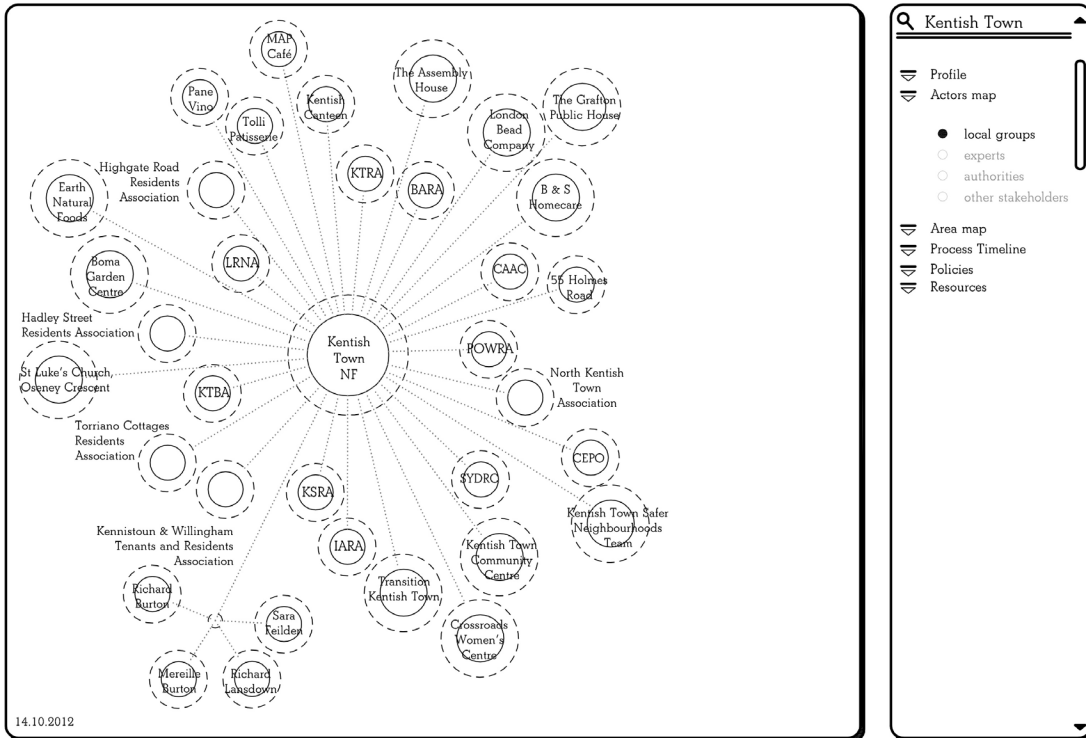 MAP
Café
The Assembly
House
Pane
Vino
Kentish
Canteen
Tolli
Patisserie
London
Bead
Company
The Grafton
Public House
Highgate Road
Residents
Association
KTRA
BARA
B & S
Homecare
Earth
Natural
Foods
LRNA
CAAC
Boma
Garden
Centre
55 Holmes
Road
Hadley Street
Residents Association
Kentish
Town
NF
POWRA
St Luke's Church,
Oseney Crescent
KTBA
North Kentish
Town
Association
Torriano Cottages
Residents
Association
CEPO
SYDRC
KSRA
Kentish Town Safer
Neighbourhoods
Team
Kennistoun & Willingham
Tenants and Residents
Association
IARA
Kentish Town
Community
Centre
Transition
Kentish Town
Richard
Burton
Sara
Feilden
Crossroads
Women's
Centre
Mereille
Burton
Richard
Lansdown
14.10.2012
Kentish Town
Profile
Actors map
local groups
experts
authorities
other stakeholders
Area map
Process Timeline
Policies
Resources